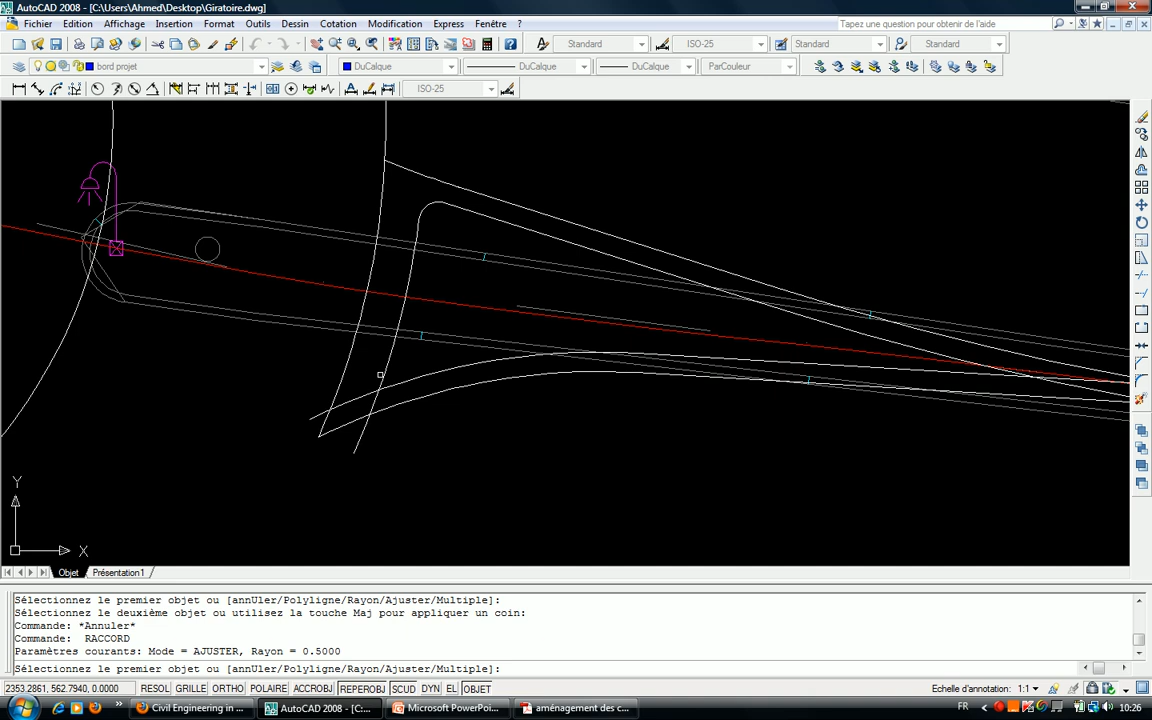 AutoCAD 2008 - [C:\Users\Ahmed\Desktop\Giratoire.dwg]
Fichier Edition Affichage Insertion Format Outils Dessin Cotation Modification Express Fenêtre ?
Tapez une question pour obtenir de l'aide
Standard ISO-25 Standard Standard
bord projet DuCalque DuCalque DuCalque ParCouleur
ISO-25
Y
X
Objet Présentation1
Sélectionnez le premier objet ou [annUler/Polyligne/Rayon/Ajuster/Multiple]:
Sélectionnez le deuxième objet ou utilisez la touche Maj pour appliquer un coin:
Commande: *Annuler*
Commande: RACCORD
Paramètres courants: Mode = AJUSTER, Rayon = 0.5000
Sélectionnez le premier objet ou [annUler/Polyligne/Rayon/Ajuster/Multiple]:
2353.2861, 562.7940, 0.0000 RESOL GRILLE ORTHO POLAIRE ACCROBJ REPEROBJ SCUD DYN EL OBJET Echelle d'annotation: 1:1
Civil Engineering in ... AutoCAD 2008 - [C:... Microsoft PowerPoi... aménagement des c... FR 10:26